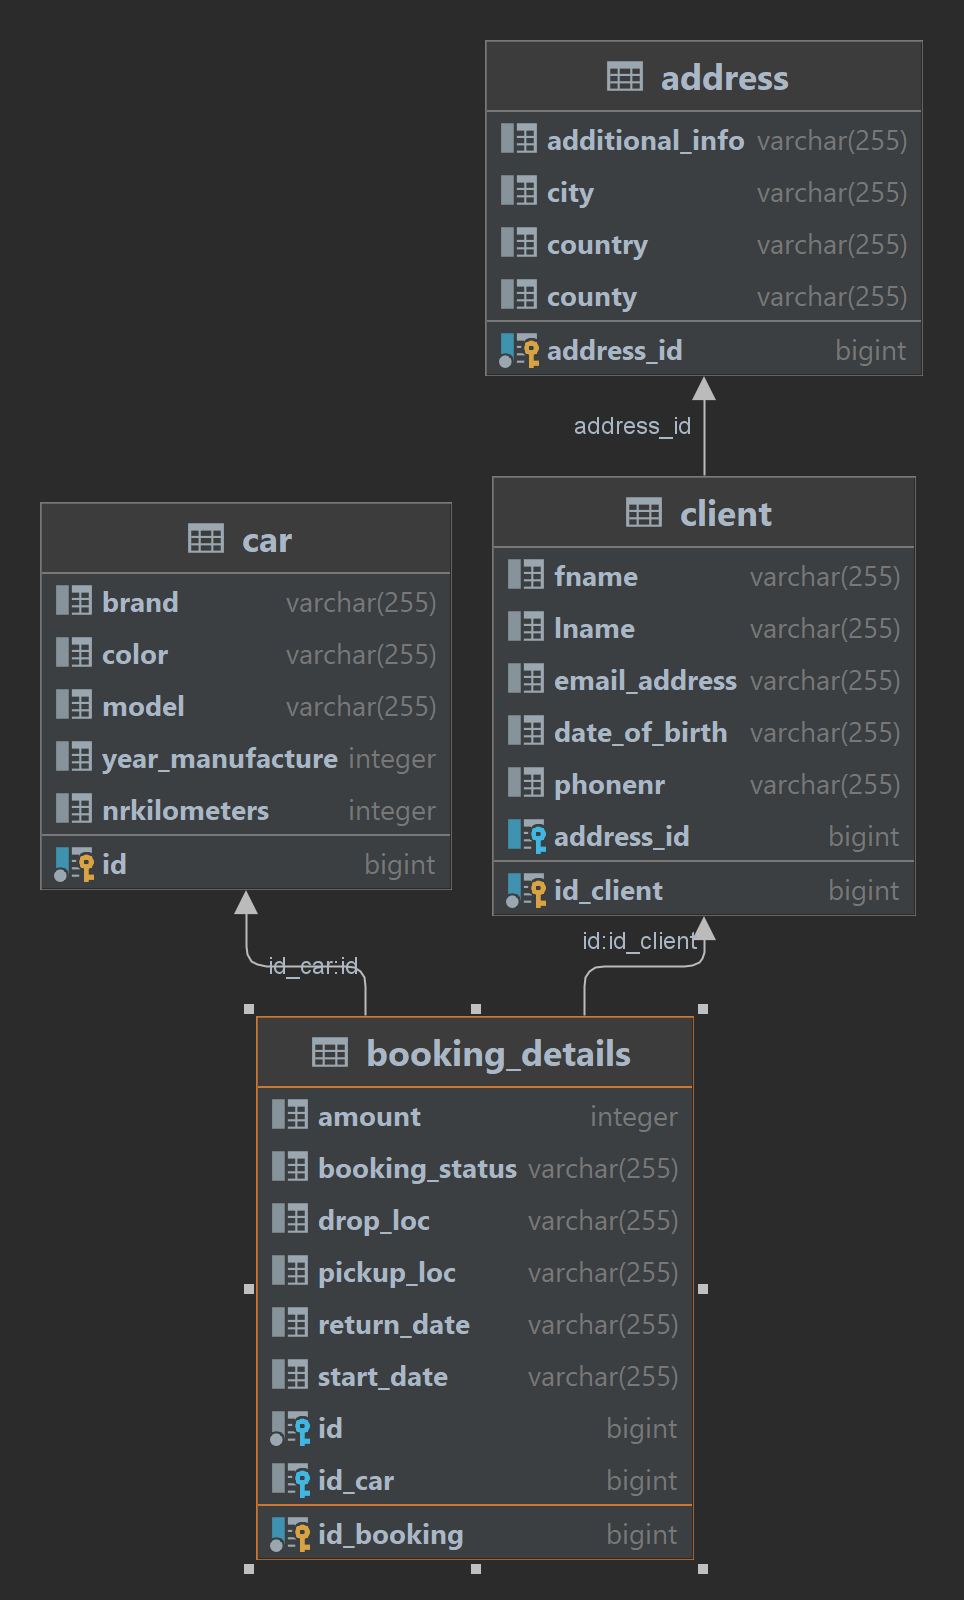 address
additional_info varchar(255)
city varchar(255)
country varchar(255)
county varchar(255)
address_id bigint
address_id
client
fname varchar(255)
lname varchar(255)
email_address varchar(255)
date_of_birth varchar(255)
phonenr varchar(255)
address_id bigint
id_client bigint
car
brand varchar(255)
color varchar(255)
model varchar(255)
year_manufacture integer
nrkilometers integer
id bigint
id:id_client
id_car:id
booking_details
amount integer
booking_status varchar(255)
drop_loc varchar(255)
pickup_loc varchar(255)
return_date varchar(255)
start_date varchar(255)
id bigint
id_car bigint
id_booking bigint